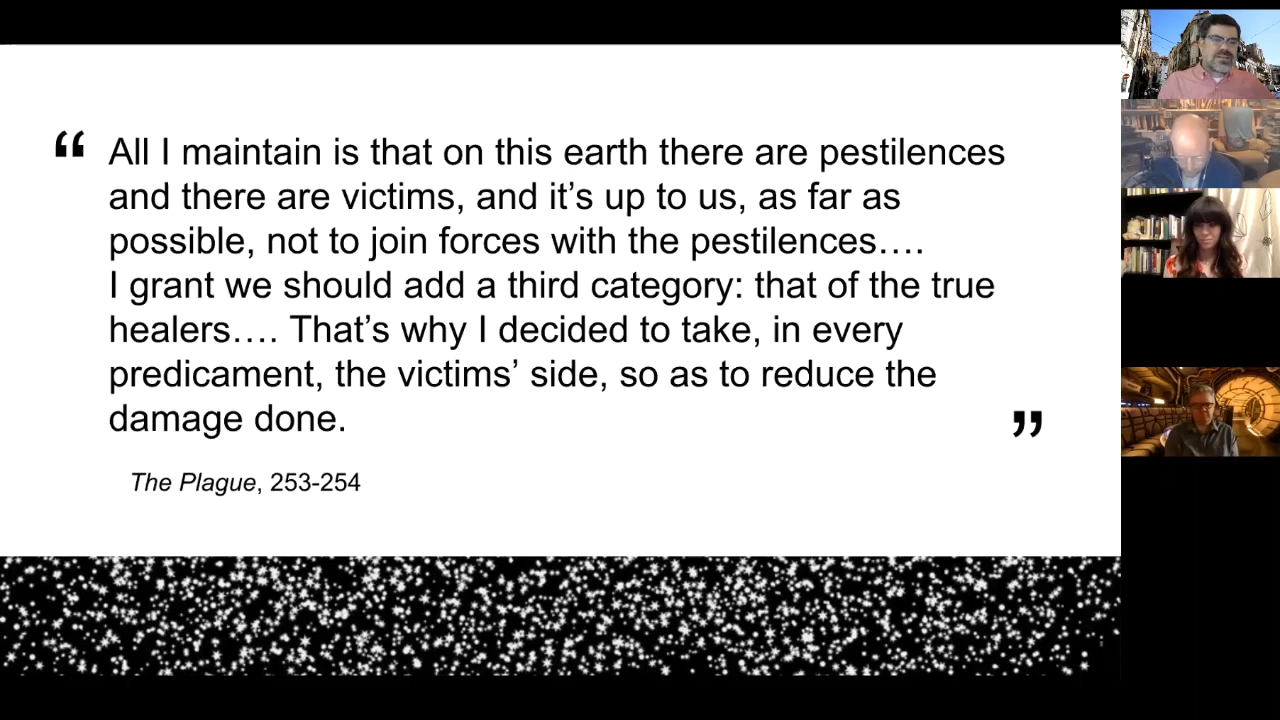 “ All I maintain is that on this earth there are pestilences
and there are victims, and it’s up to us, as far as
possible, not to join forces with the pestilences….
I grant we should add a third category: that of the true
healers…. That’s why I decided to take, in every
predicament, the victims’ side, so as to reduce the
damage done. ”
The Plague, 253-254